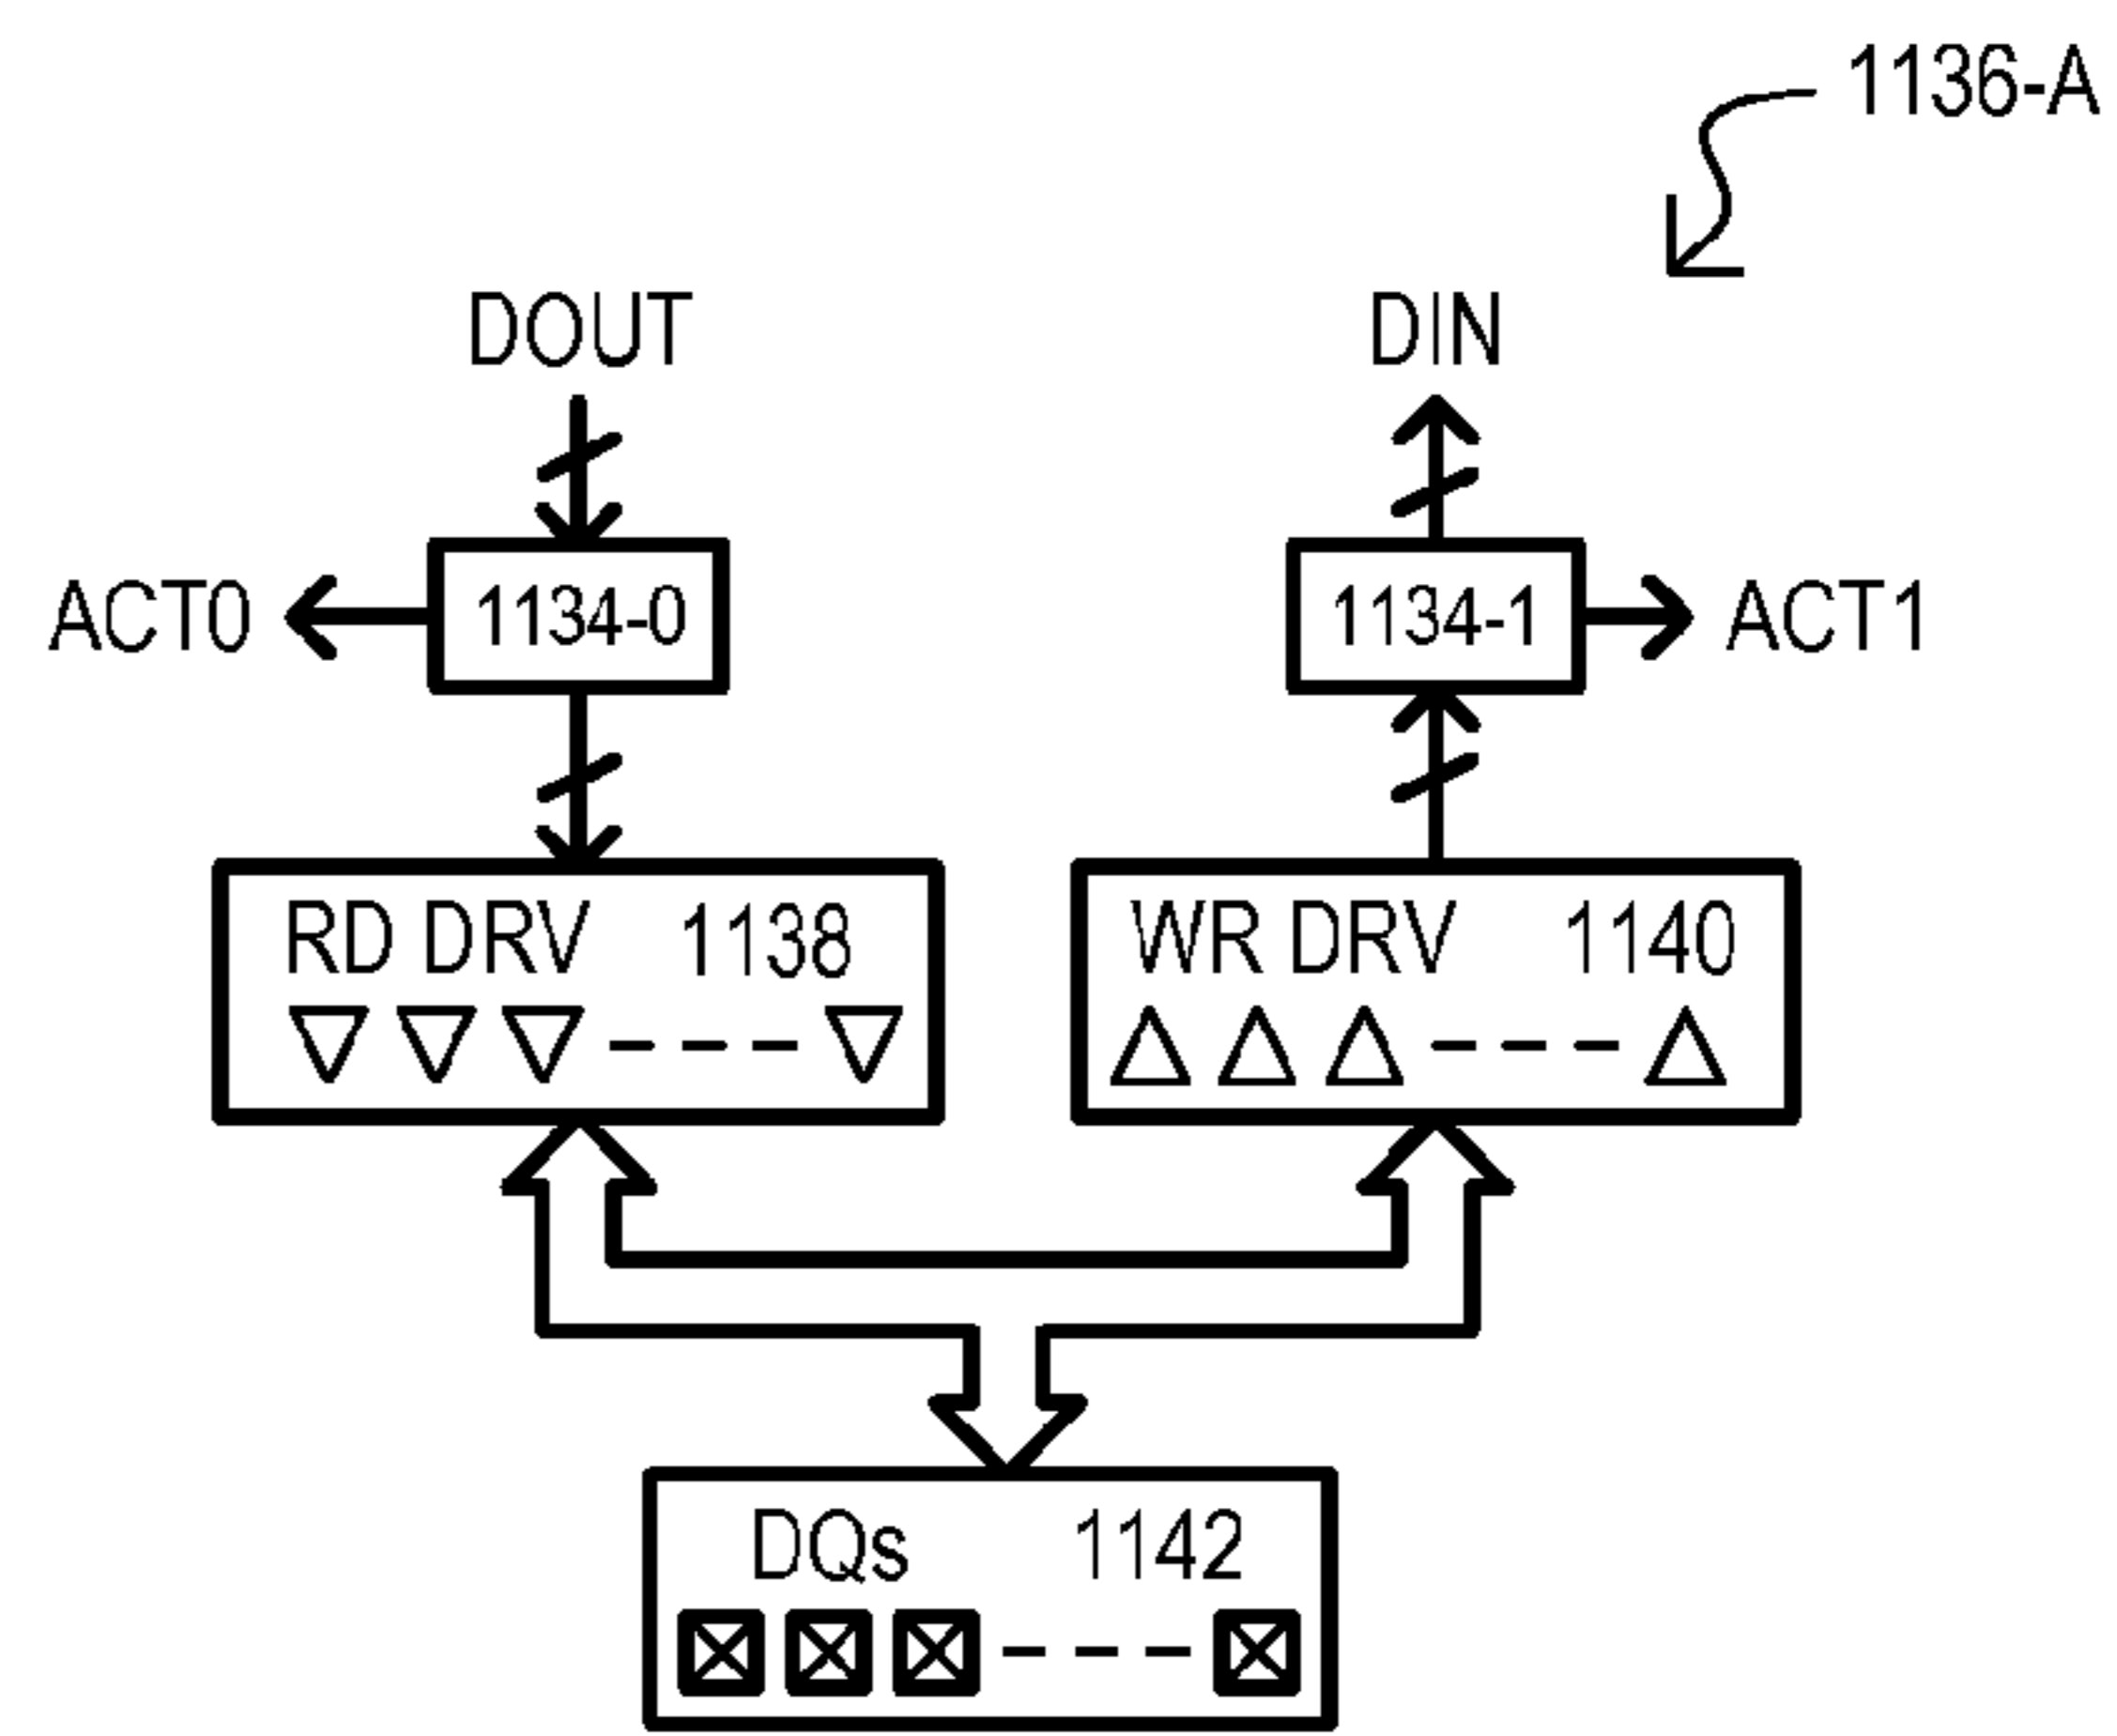 1136-A
DOUT DIN
ACT0 1134-0 1134-1 ACT1
RD DRV 1138 WR DRV 1140
DQs 1142